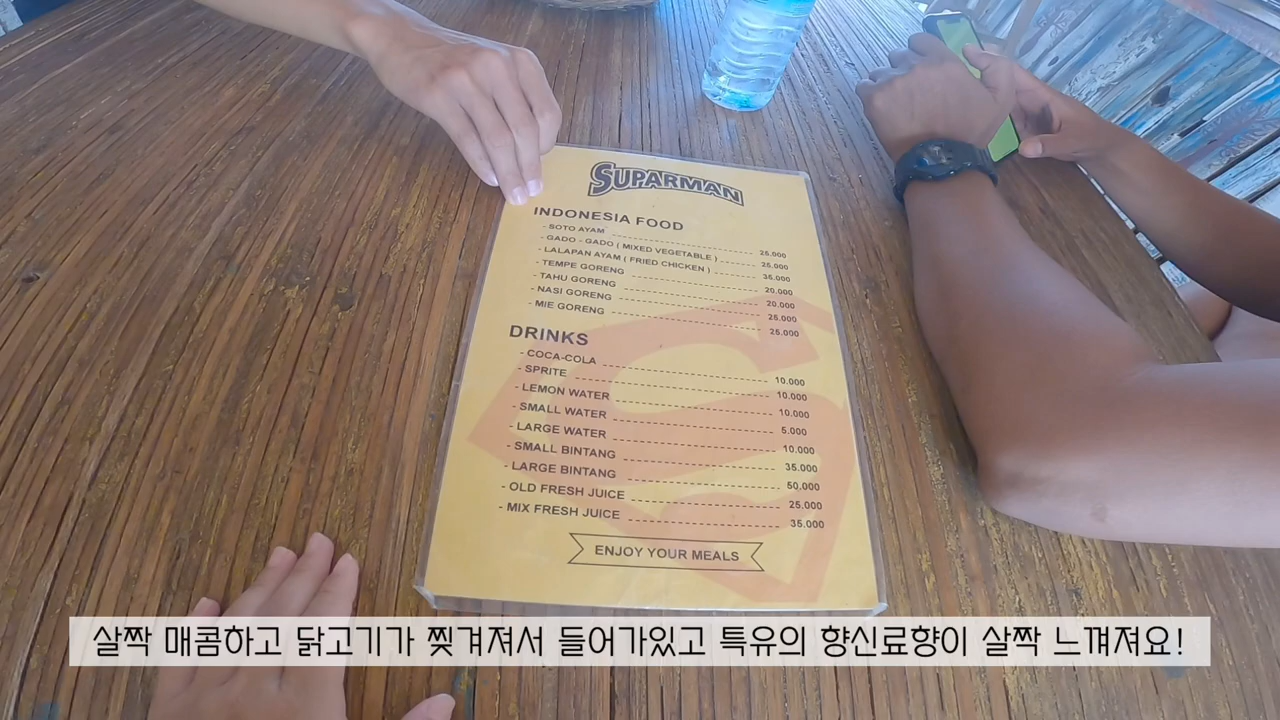 SUPARMAN
INDONESIA FOOD
- SOTO AYAM 25.000
- GADO - GADO ( MIXED VEGETABLE ) 25.000
- LALAPAN AYAM ( FRIED CHICKEN ) 35.000
- TEMPE GORENG 20.000
- TAHU GORENG 20.000
- NASI GORENG 25.000
- MIE GORENG 25.000
DRINKS
- COCA-COLA 10.000
- SPRITE 10.000
- LEMON WATER 10.000
- SMALL WATER 5.000
- LARGE WATER 10.000
- SMALL BINTANG 35.000
- LARGE BINTANG 50.000
- OLD FRESH JUICE 25.000
- MIX FRESH JUICE 35.000
ENJOY YOUR MEALS
살짝 매콤하고 닭고기가 찢겨져서 들어가있고 특유의 향신료향이 살짝 느껴져요!